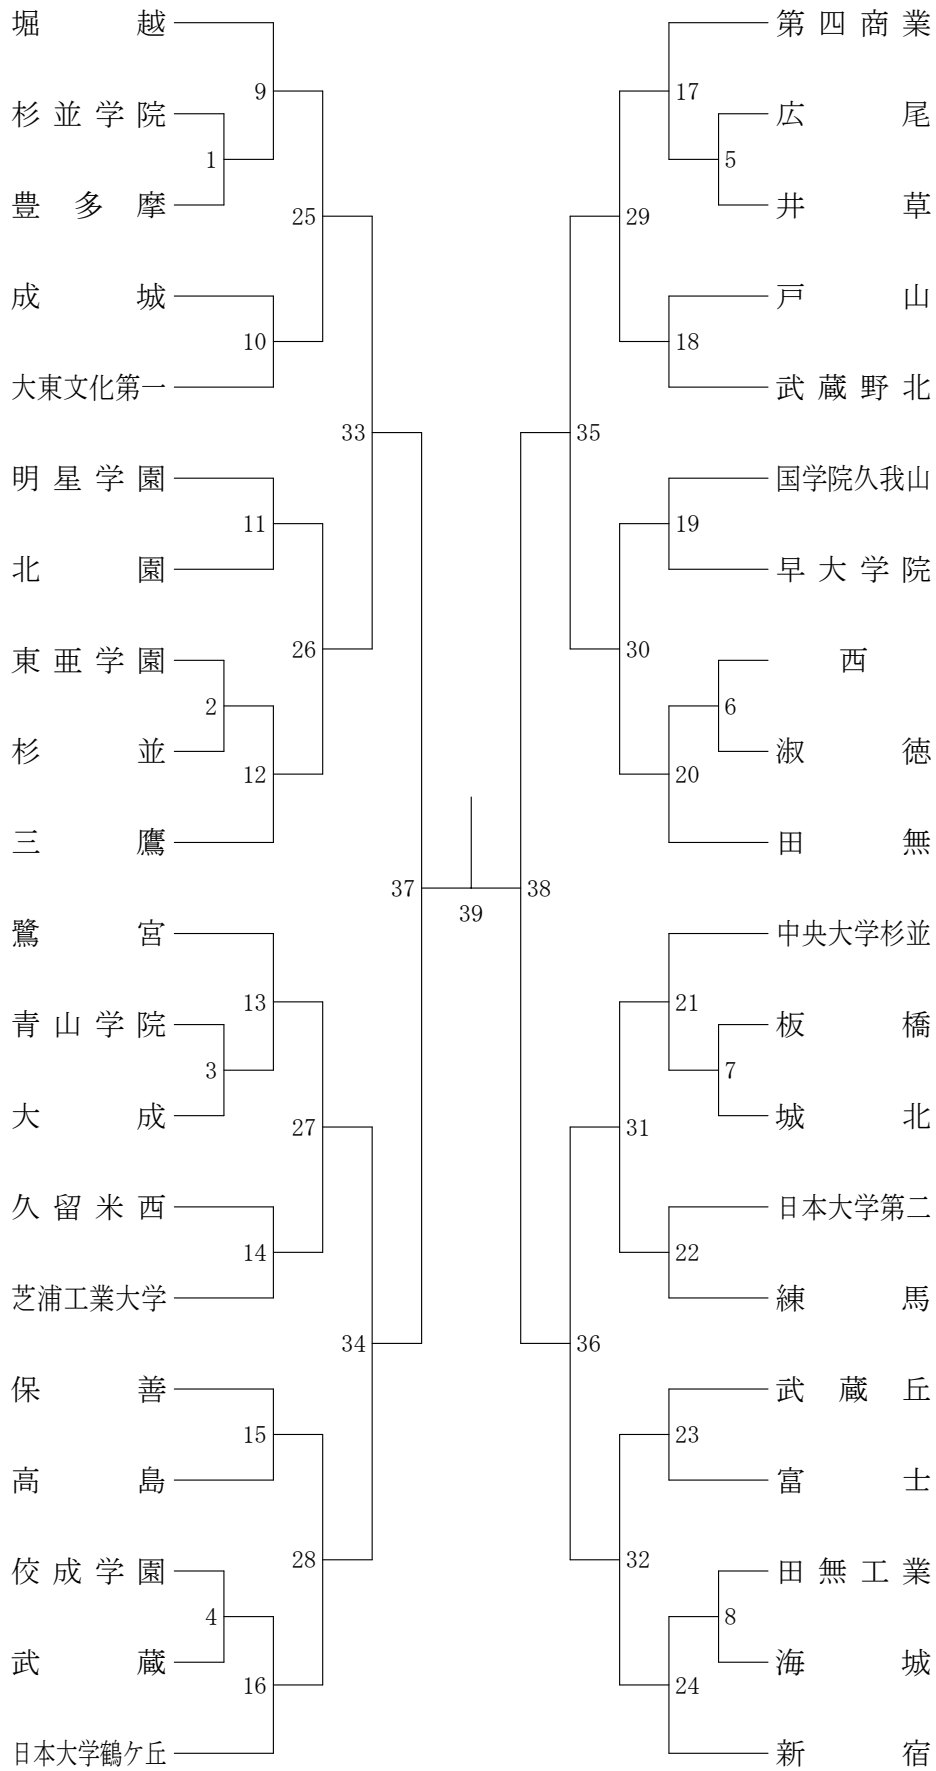 堀越
9
杉並学院
1
豊多摩
25
成城
10
大東文化第一
33
明星学園
11
北園
26
東亜学園
2
杉並
12
三鷹
37
鷺宮
13
青山学院
3
大成
27
久留米西
14
芝浦工業大学
34
保善
15
高島
28
佼成学園
4
武蔵
16
日本大学鶴ケ丘
39
第四商業
17
広尾
5
井草
29
戸山
18
武蔵野北
35
国学院久我山
19
早大学院
30
西
6
淑徳
20
田無
38
中央大学杉並
21
板橋
7
城北
31
日本大学第二
22
練馬
36
武蔵丘
23
富士
32
田無工業
8
海城
24
新宿